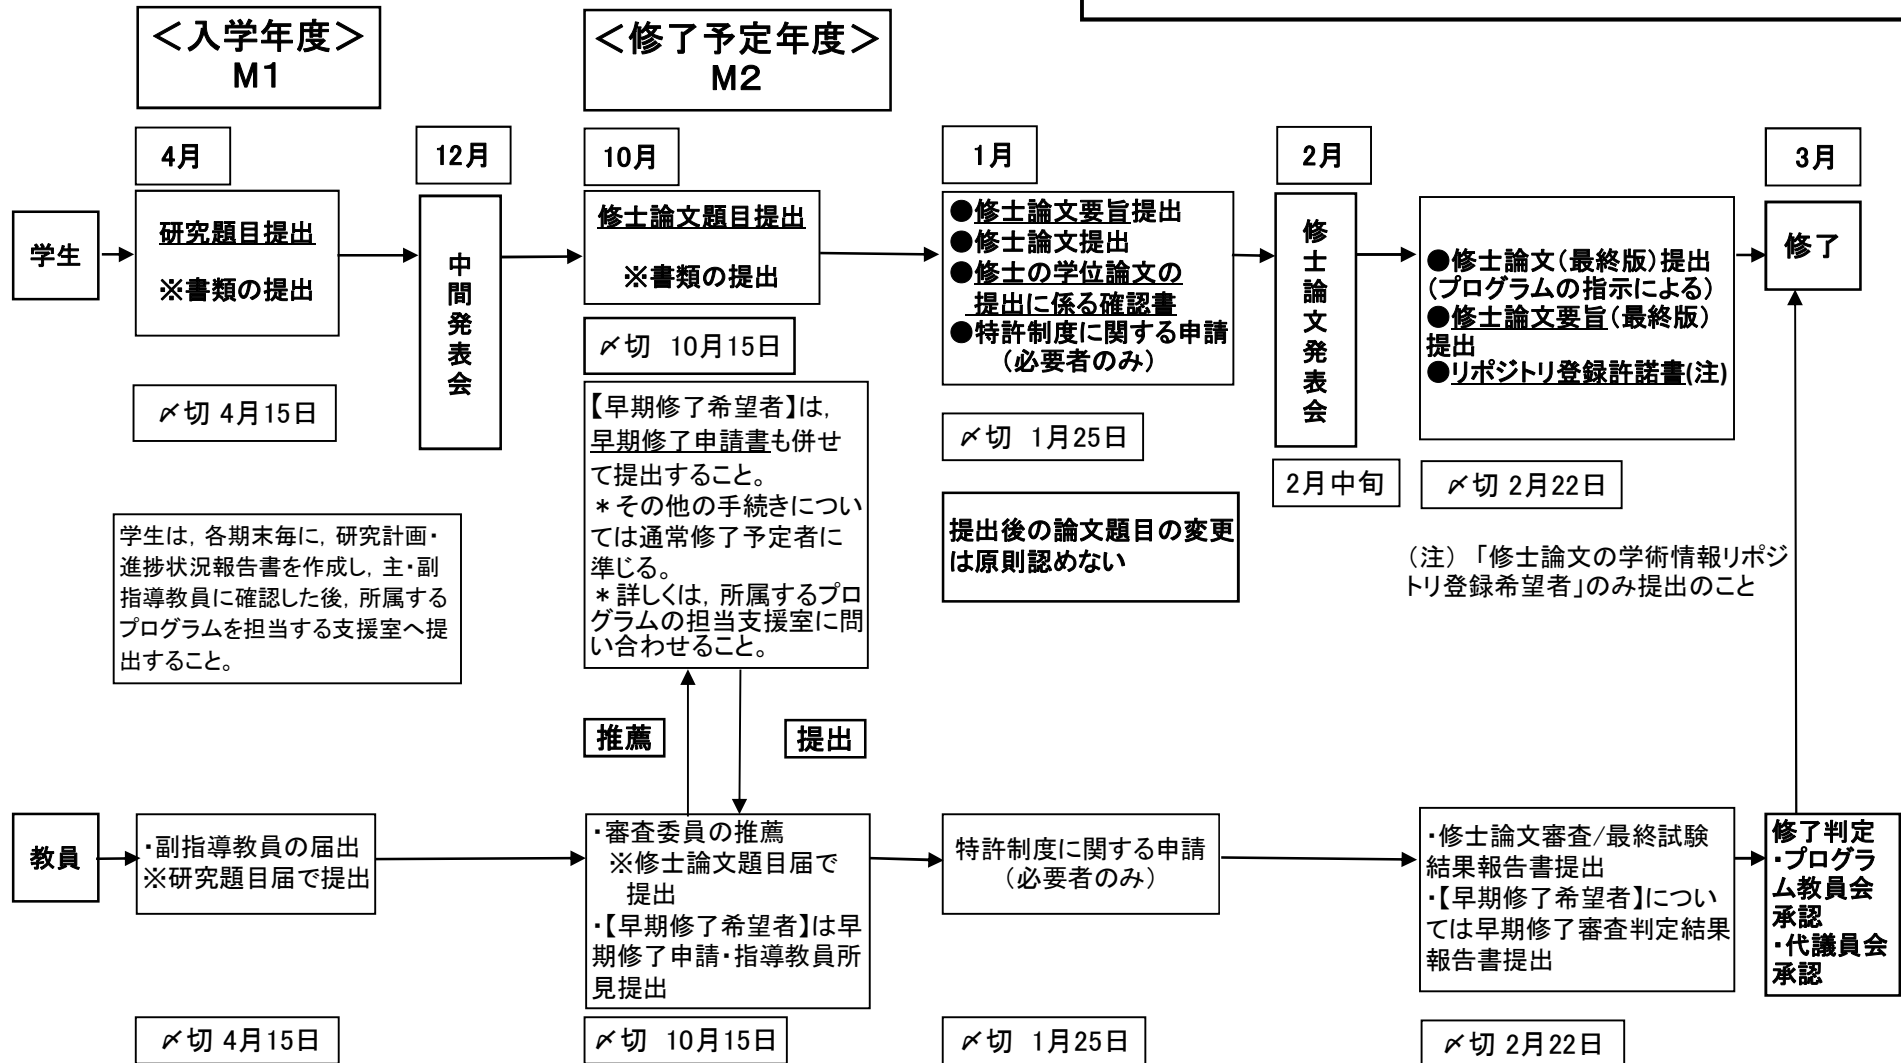 ＜入学年度＞
M1
＜修了予定年度＞
M2
4月
12月
10月
1月
2月
3月
学生
研究題目提出
※書類の提出
〆切 4月15日
中間発表会
修士論文題目提出
※書類の提出
〆切 10月15日
【早期修了希望者】は，
早期修了申請書も併せ
て提出すること。
＊その他の手続きについ
ては通常修了予定者に
準じる。
＊詳しくは，所属するプロ
グラムの担当支援室に問
い合わせること。
●修士論文要旨提出
●修士論文提出
●修士の学位論文の
提出に係る確認書
●特許制度に関する申請
（必要者のみ）
〆切 1月25日
提出後の論文題目の変更
は原則認めない
修士論文発表会
2月中旬
●修士論文（最終版）提出
（プログラムの指示による）
●修士論文要旨（最終版）
提出
●リポジトリ登録許諾書(注)
〆切 2月22日
（注）「修士論文の学術情報リポジ
トリ登録希望者」のみ提出のこと
修了
学生は，各期末毎に，研究計画・
進捗状況報告書を作成し，主・副
指導教員に確認した後，所属する
プログラムを担当する支援室へ提
出すること。
推薦
提出
教員
・副指導教員の届出
※研究題目届で提出
〆切 4月15日
・審査委員の推薦
※修士論文題目届で
提出
・【早期修了希望者】は早
期修了申請・指導教員所
見提出
〆切 10月15日
特許制度に関する申請
（必要者のみ）
〆切 1月25日
・修士論文審査/最終試験
結果報告書提出
・【早期修了希望者】につい
ては早期修了審査判定結果
報告書提出
〆切 2月22日
修了判定
・プログラ
ム教員会
承認
・代議員会
承認